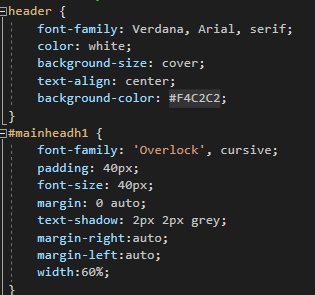 header {
font-family: Verdana, Arial, serif;
color: white;
background-size: cover;
text-align: center;
background-color: #F4C2C2;
}
#mainheadh1 {
font-family: 'Overlock', cursive;
padding: 40px;
font-size: 40px;
margin: 0 auto;
text-shadow: 2px 2px grey;
margin-right:auto;
margin-left:auto;
width:60%;
}